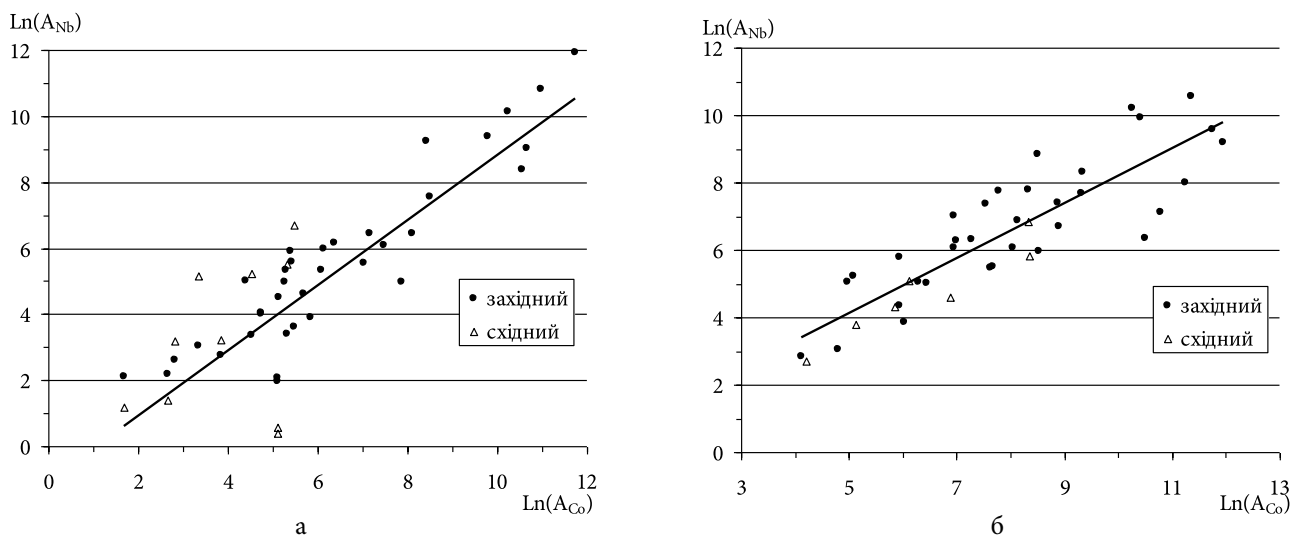 Ln(A_Nb)
12
10
8
6
4
2
0
0 2 4 6 8 10 12
Ln(A_Co)
західний
східний
а
Ln(A_Nb)
12
10
8
6
4
2
0
3 5 7 9 11 13
Ln(A_Co)
західний
східний
б